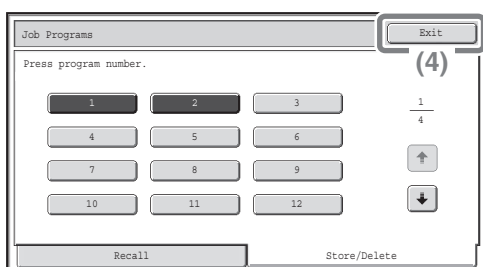 Job Programs
Exit
(4)
Press program number.
1 2 3
1
4
4 5 6
7 8 9
10 11 12
Recall
Store/Delete